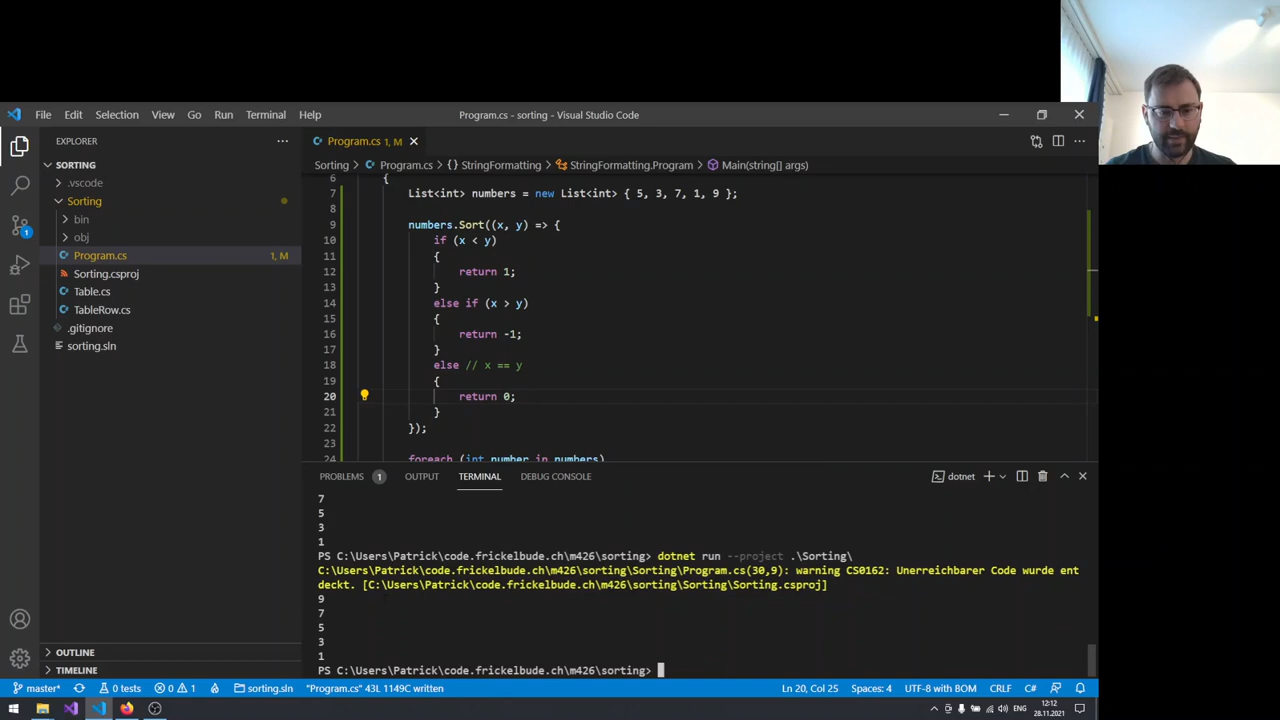 File Edit Selection View Go Run Terminal Help
Program.cs - sorting - Visual Studio Code
EXPLORER
SORTING
.vscode
Sorting
bin
obj
Program.cs 1, M
Sorting.csproj
Table.cs
TableRow.cs
.gitignore
sorting.sln
OUTLINE
TIMELINE
Program.cs 1, M
Sorting > Program.cs > {} StringFormatting > StringFormatting.Program > Main(string[] args)
6 {
7 List<int> numbers = new List<int> { 5, 3, 7, 1, 9 };
8
9 numbers.Sort((x, y) => {
10 if (x < y)
11 {
12 return 1;
13 }
14 else if (x > y)
15 {
16 return -1;
17 }
18 else // x == y
19 {
20 return 0;
21 }
22 });
23
24 foreach (int number in numbers)
PROBLEMS 1 OUTPUT TERMINAL DEBUG CONSOLE
dotnet
7
5
3
1
PS C:\Users\Patrick\code.frickelbude.ch\m426\sorting> dotnet run --project .\Sorting\
C:\Users\Patrick\code.frickelbude.ch\m426\sorting\Sorting\Program.cs(30,9): warning CS0162: Unerreichbarer Code wurde ent
deckt. [C:\Users\Patrick\code.frickelbude.ch\m426\sorting\Sorting\Sorting.csproj]
9
7
5
3
1
PS C:\Users\Patrick\code.frickelbude.ch\m426\sorting>
master* 0 tests 0 1 sorting.sln "Program.cs" 43L 1149C written Ln 20, Col 25 Spaces: 4 UTF-8 with BOM CRLF C#
ENG 12:12
28.11.2021
1